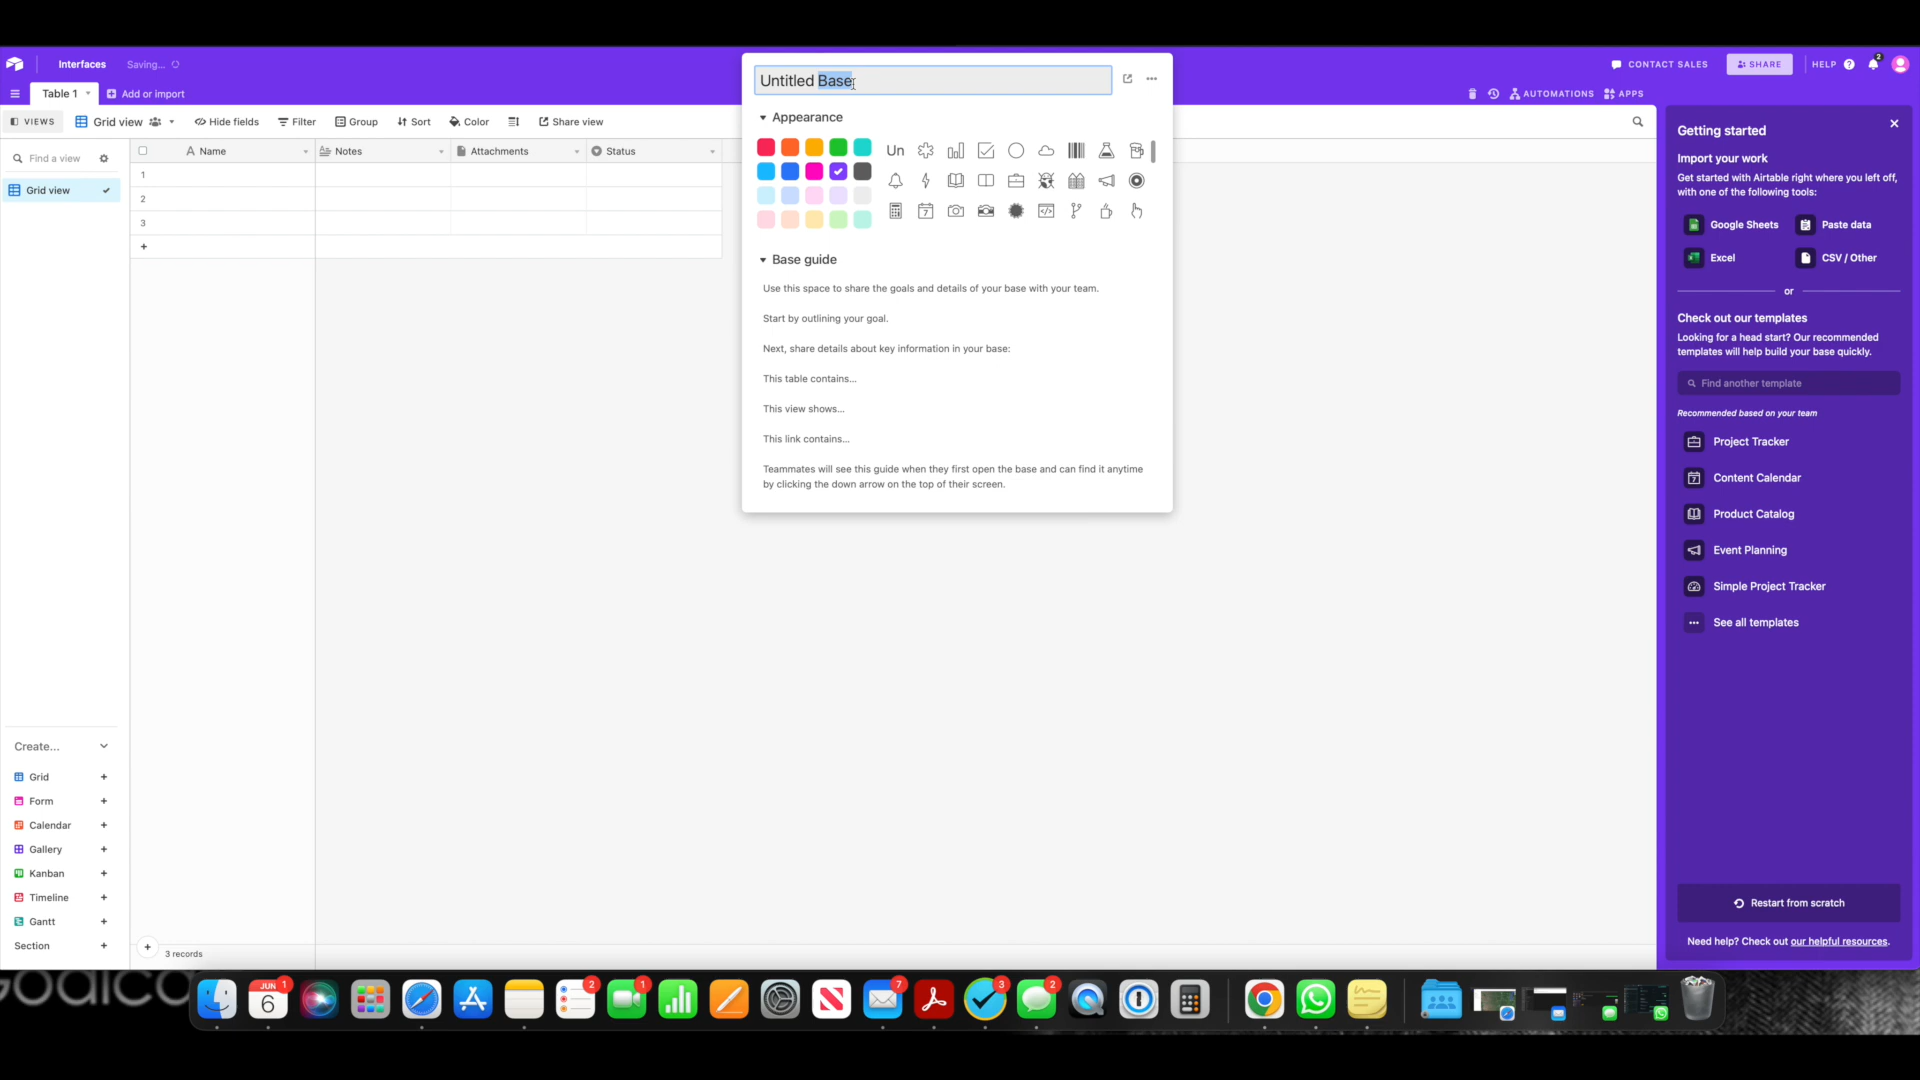 Interfaces
Saving...
Untitled Base
CONTACT SALES
SHARE
HELP
2
Table 1
Add or import
AUTOMATIONS
APPS
VIEWS
Grid view
Hide fields
Filter
Group
Sort
Color
Share view
Find a view
Grid view
Name
Notes
Attachments
Status
1
2
3
3 records
Create...
Grid
Form
Calendar
Gallery
Kanban
Timeline
Gantt
Section
Appearance
Un
7
Base guide
Use this space to share the goals and details of your base with your team.
Start by outlining your goal.
Next, share details about key information in your base:
This table contains...
This view shows...
This link contains...
Teammates will see this guide when they first open the base and can find it anytime
by clicking the down arrow on the top of their screen.
Getting started
Import your work
Get started with Airtable right where you left off,
with one of the following tools:
Google Sheets
Paste data
Excel
CSV / Other
or
Check out our templates
Looking for a head start? Our recommended
templates will help build your base quickly.
Find another template
Recommended based on your team
Project Tracker
Content Calendar
Product Catalog
Event Planning
Simple Project Tracker
See all templates
Restart from scratch
Need help? Check out our helpful resources.
JUN
6
1
2
1
7
3
2